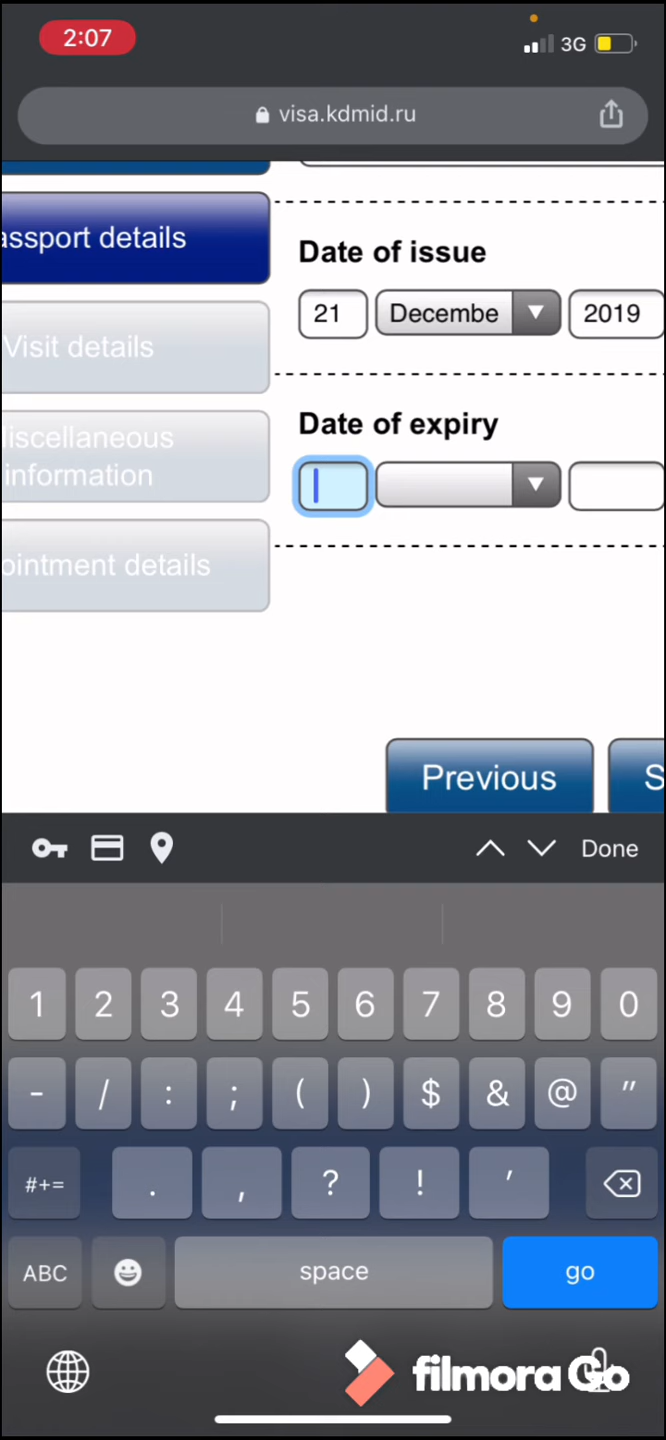 2:07
3G
visa.kdmid.ru
assport details
Date of issue
21 Decembe 2019
Visit details
Date of expiry
iscellaneous
information
ointment details
Previous S
Done
1 2 3 4 5 6 7 8 9 0
- / : ; ( ) $ & @ "
#+= . , ? ! '
ABC space go
filmora Go